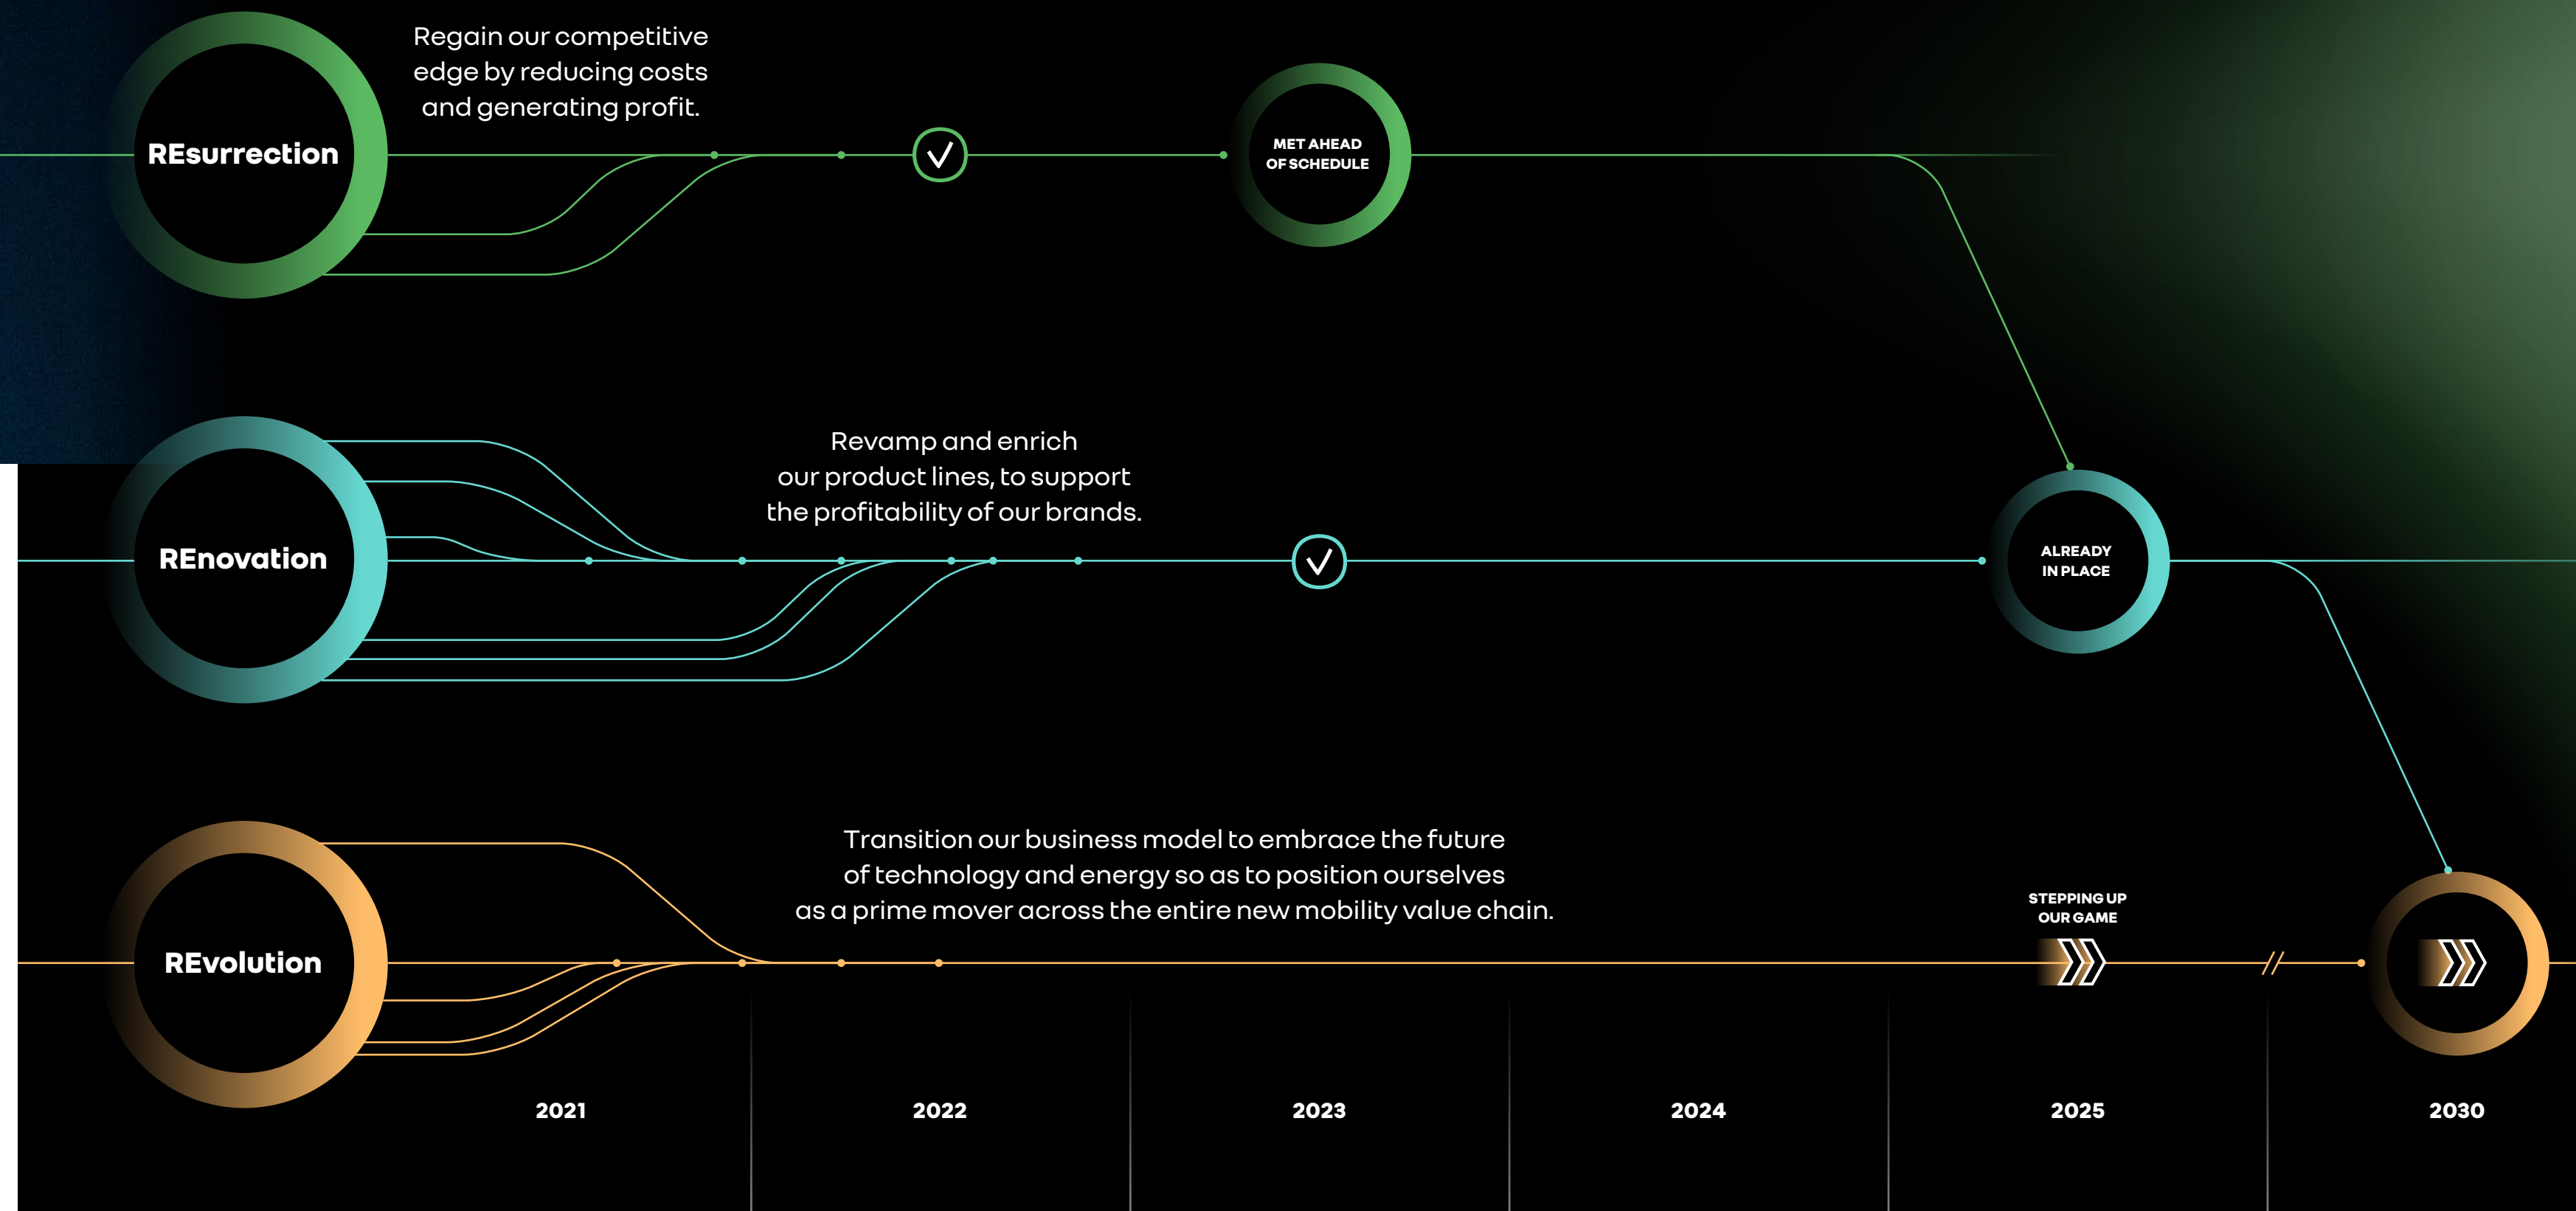 Regain our competitive
edge by reducing costs
and generating profit.
REsurrection
MET AHEAD
OF SCHEDULE
Revamp and enrich
our product lines, to support
the profitability of our brands.
REnovation
ALREADY
IN PLACE
Transition our business model to embrace the future
of technology and energy so as to position ourselves
as a prime mover across the entire new mobility value chain.
STEPPING UP
OUR GAME
REvolution
2021
2022
2023
2024
2025
2030